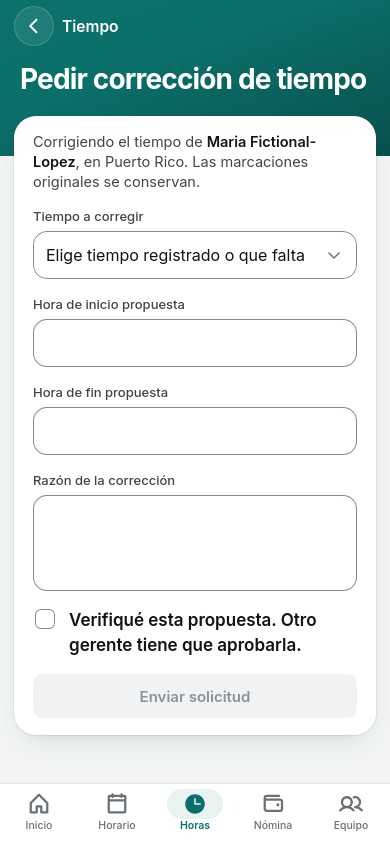 Tiempo
Pedir corrección de tiempo
Corrigiendo el tiempo de Maria Fictional-
Lopez, en Puerto Rico. Las marcaciones
originales se conservan.
Tiempo a corregir
Elige tiempo registrado o que falta
Hora de inicio propuesta
Hora de fin propuesta
Razón de la corrección
Verifiqué esta propuesta. Otro
gerente tiene que aprobarla.
Enviar solicitud
Inicio
Horario
Horas
Nómina
Equipo